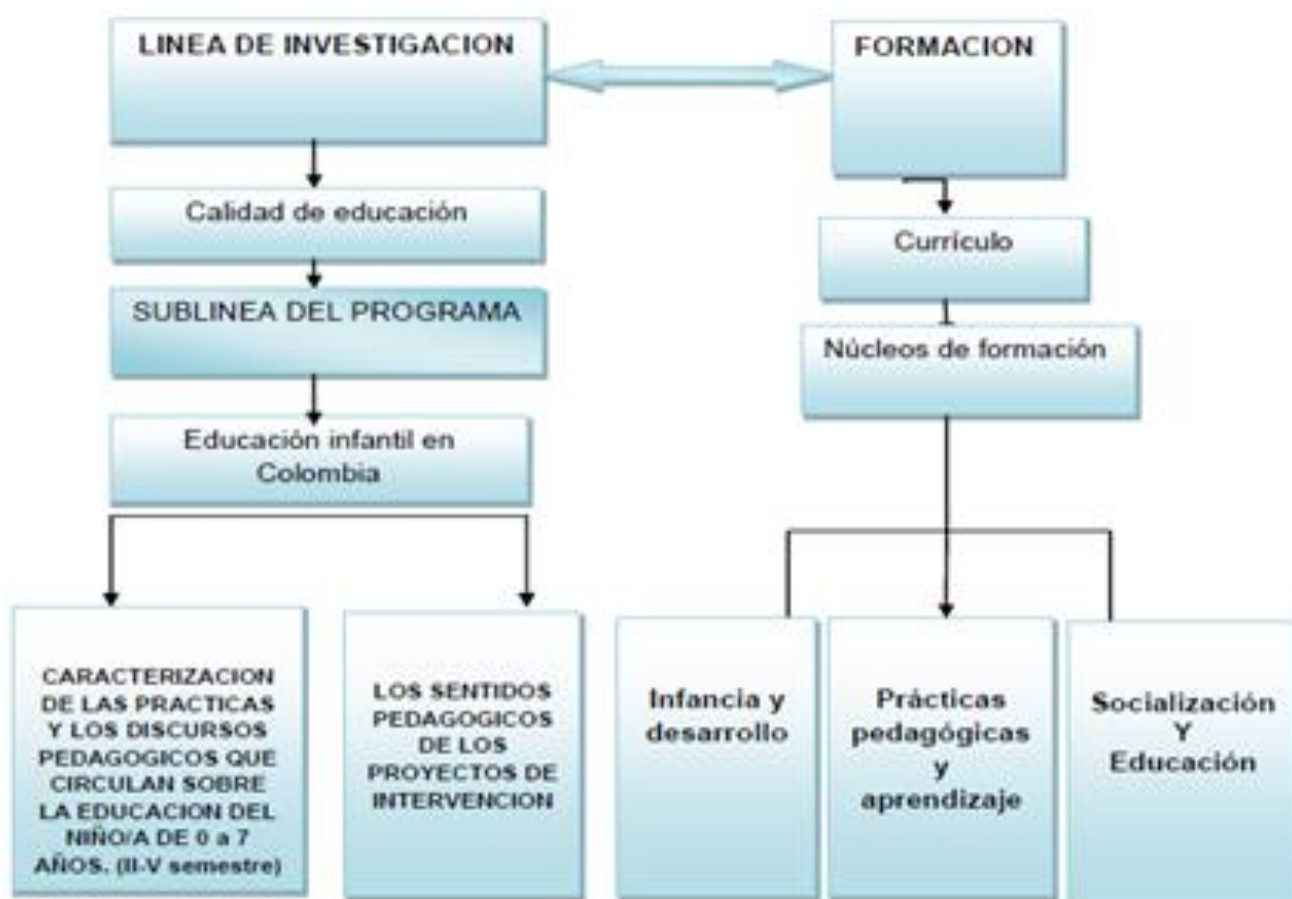 LINEA DE INVESTIGACION
FORMACION
Calidad de educación
Currículo
SUBLINEA DEL PROGRAMA
Núcleos de formación
Educación infantil en
Colombia
CARACTERIZACION
DE LAS PRACTICAS
Y LOS DISCURSOS
PEDAGOGICOS QUE
CIRCULAN SOBRE
LA EDUCACION DEL
NIÑO/A DE 0 a 7
AÑOS. (II-V semestre)
LOS SENTIDOS
PEDAGOGICOS
DE LOS
PROYECTOS DE
INTERVENCION
Infancia y
desarrollo
Prácticas
pedagógicas
y
aprendizaje
Socialización
Y
Educación